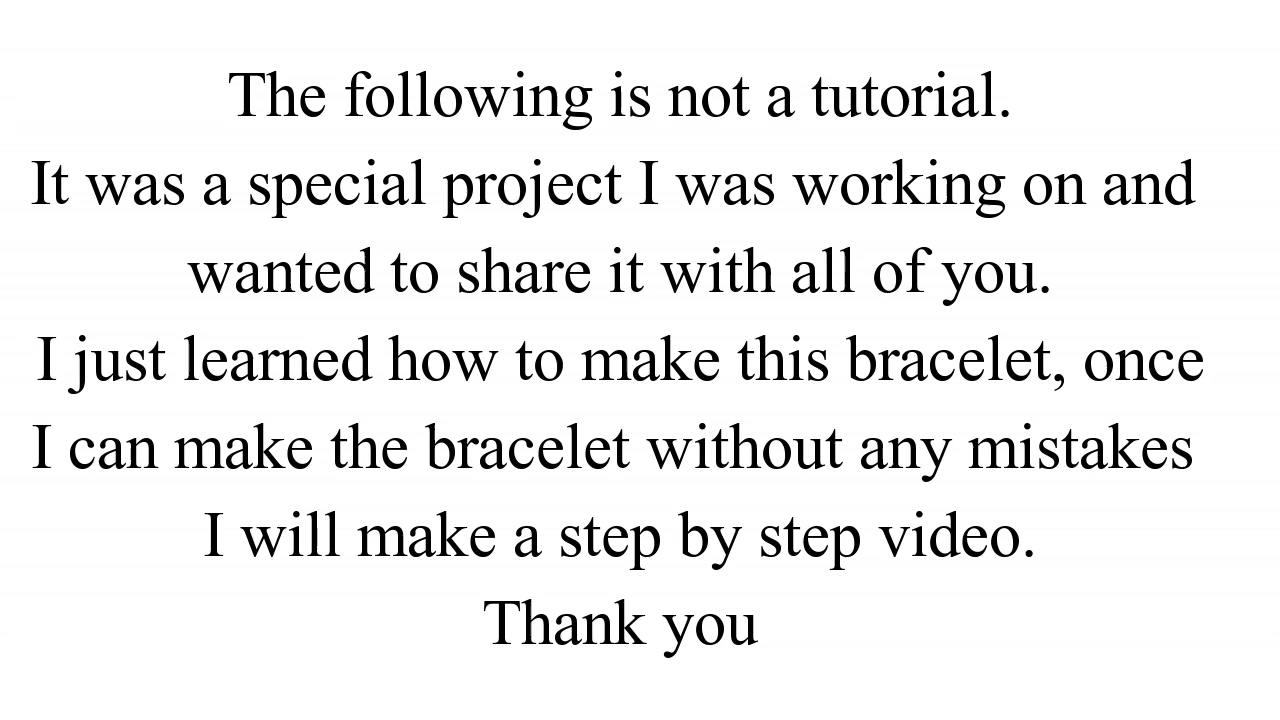 The following is not a tutorial.
It was a special project I was working on and
wanted to share it with all of you.
I just learned how to make this bracelet, once
I can make the bracelet without any mistakes
I will make a step by step video.
Thank you